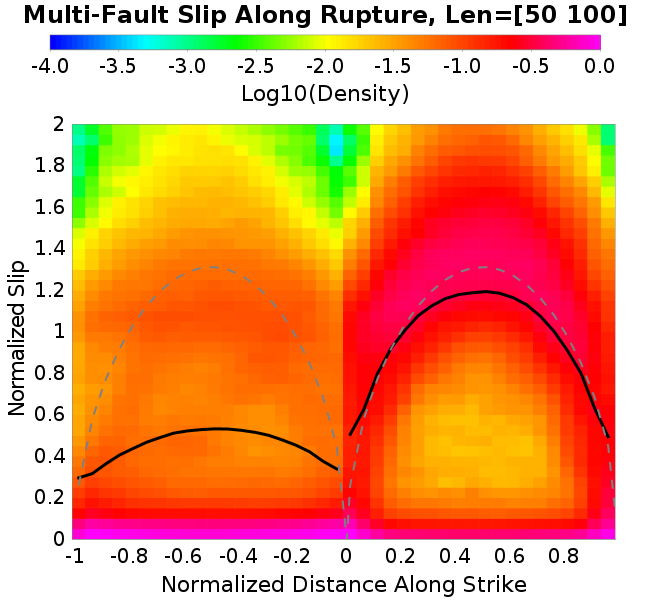 Multi-Fault Slip Along Rupture, Len=[50 100]
-4.0 -3.5 -3.0 -2.5 -2.0 -1.5 -1.0 -0.5 0.0
Log10(Density)
2
1.8
1.6
1.4
1.2
1
0.8
0.6
0.4
0.2
0
Normalized Slip
-1 -0.8 -0.6 -0.4 -0.2 0 0.2 0.4 0.6 0.8
Normalized Distance Along Strike